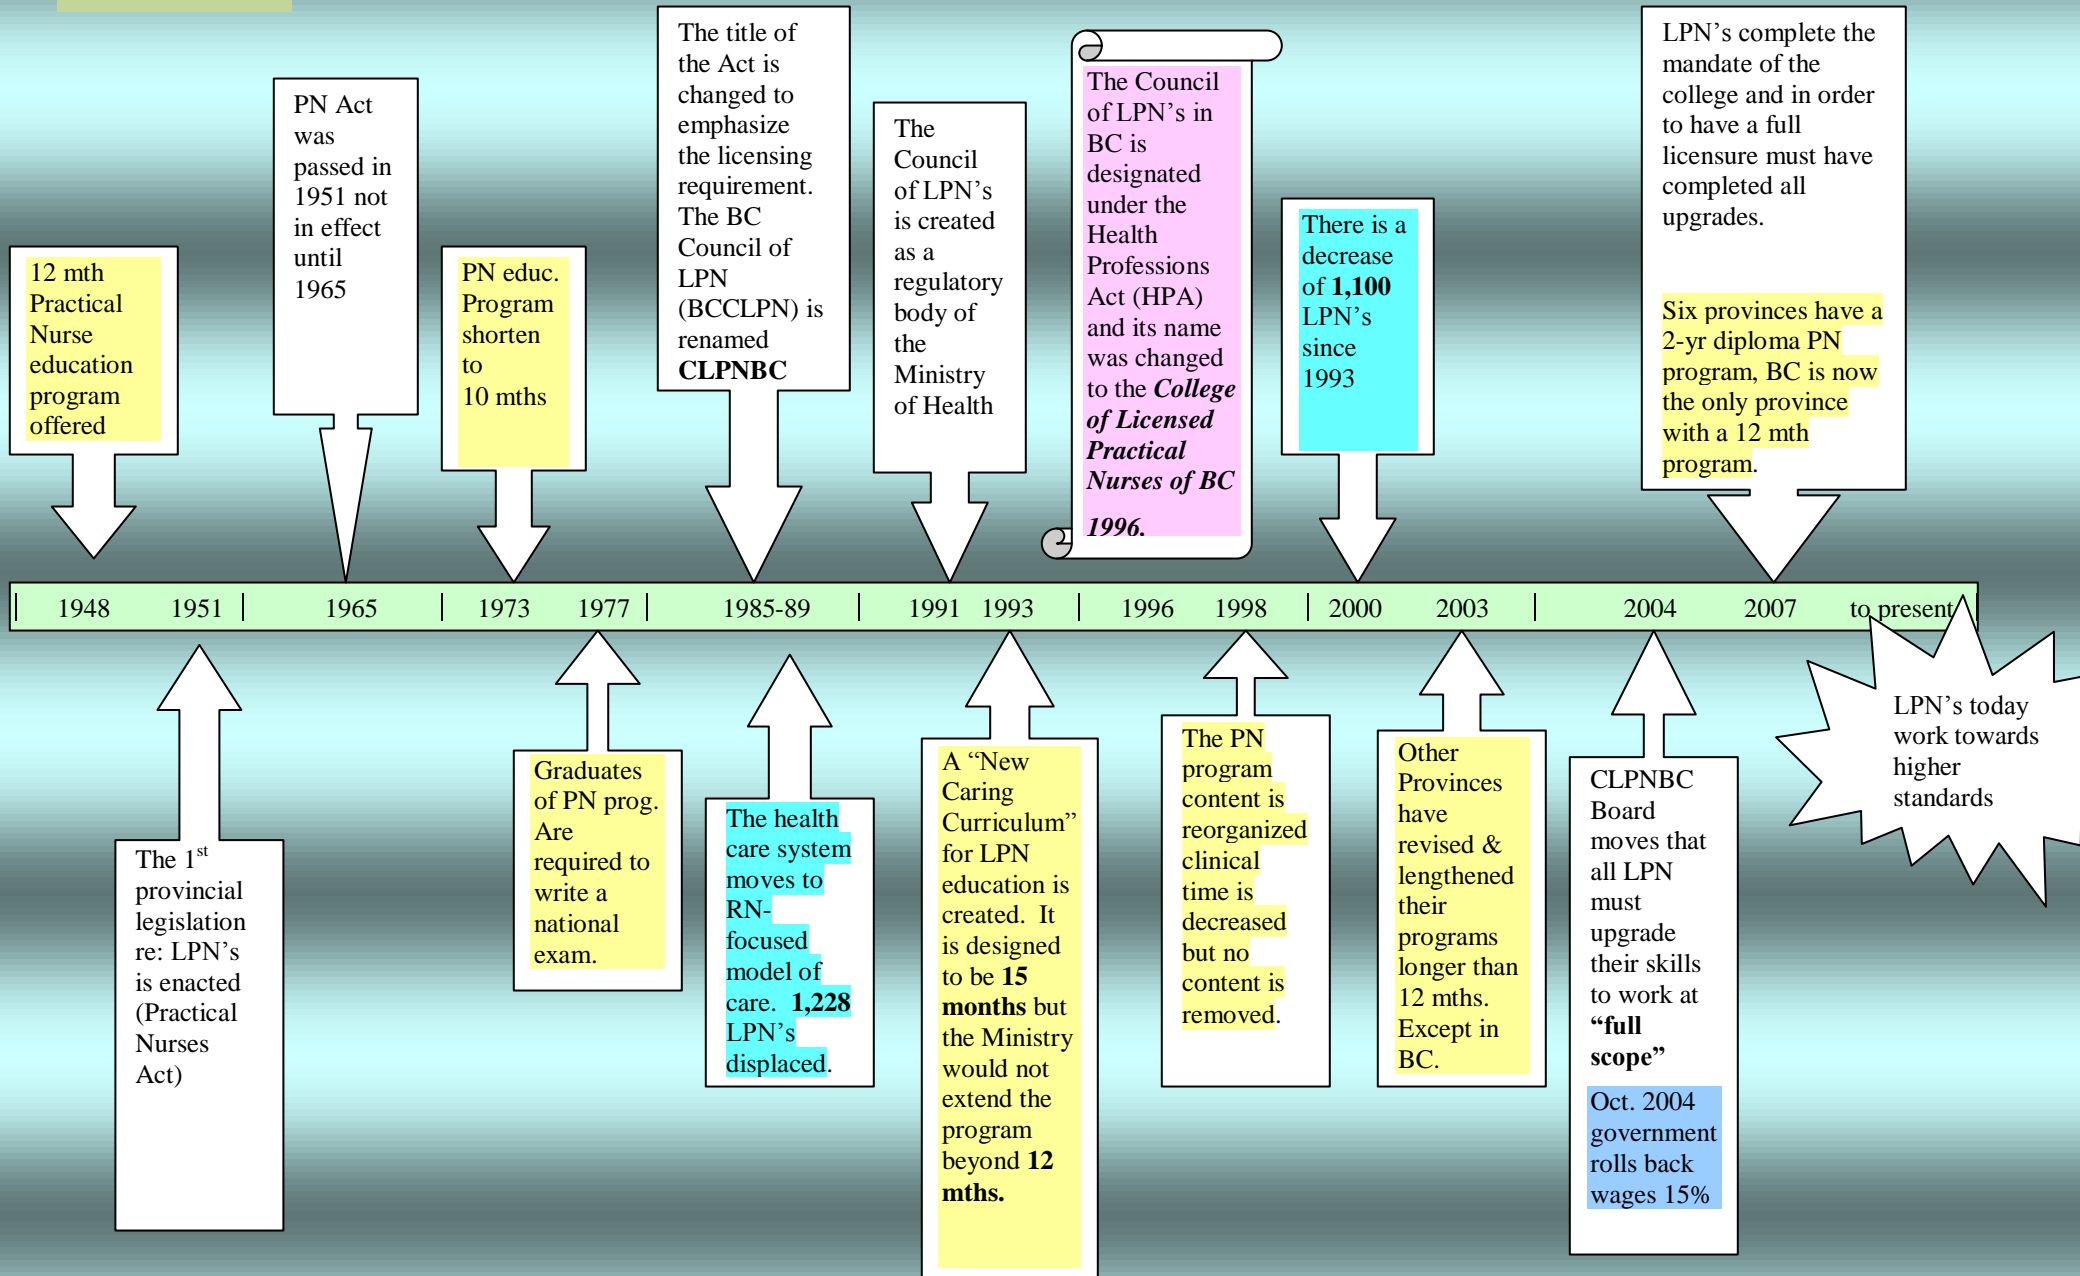 12 mth
Practical
Nurse
education
program
offered
PN Act
was
passed in
1951 not
in effect
until
1965
PN educ.
Program
shorten
to
10 mths
The title of
the Act is
changed to
emphasize
the licensing
requirement.
The BC
Council of
LPN
(BCCLPN) is
renamed
CLPNBC
The
Council
of LPN’s
is created
as a
regulatory
body of
the
Ministry
of Health
The Council
of LPN’s in
BC is
designated
under the
Health
Professions
Act (HPA)
and its name
was changed
to the College
of Licensed
Practical
Nurses of BC
1996.
There is a
decrease
of 1,100
LPN’s
since
1993
LPN’s complete the
mandate of the
college and in order
to have a full
licensure must have
completed all
upgrades.
Six provinces have a
2-yr diploma PN
program, BC is now
the only province
with a 12 mth
program.
1948 1951 1965 1973 1977 1985-89 1991 1993 1996 1998 2000 2003 2004 2007 to present
The 1st
provincial
legislation
re: LPN’s
is enacted
(Practical
Nurses
Act)
Graduates
of PN prog.
Are
required to
write a
national
exam.
The health
care system
moves to
RN-
focused
model of
care. 1,228
LPN’s
displaced.
A “New
Caring
Curriculum”
for LPN
education is
created. It
is designed
to be 15
months but
the Ministry
would not
extend the
program
beyond 12
mths.
The PN
program
content is
reorganized
clinical
time is
decreased
but no
content is
removed.
Other
Provinces
have
revised &
lengthened
their
programs
longer than
12 mths.
Except in
BC.
CLPNBC
Board
moves that
all LPN
must
upgrade
their skills
to work at
“full
scope”
Oct. 2004
government
rolls back
wages 15%
LPN’s today
work towards
higher
standards